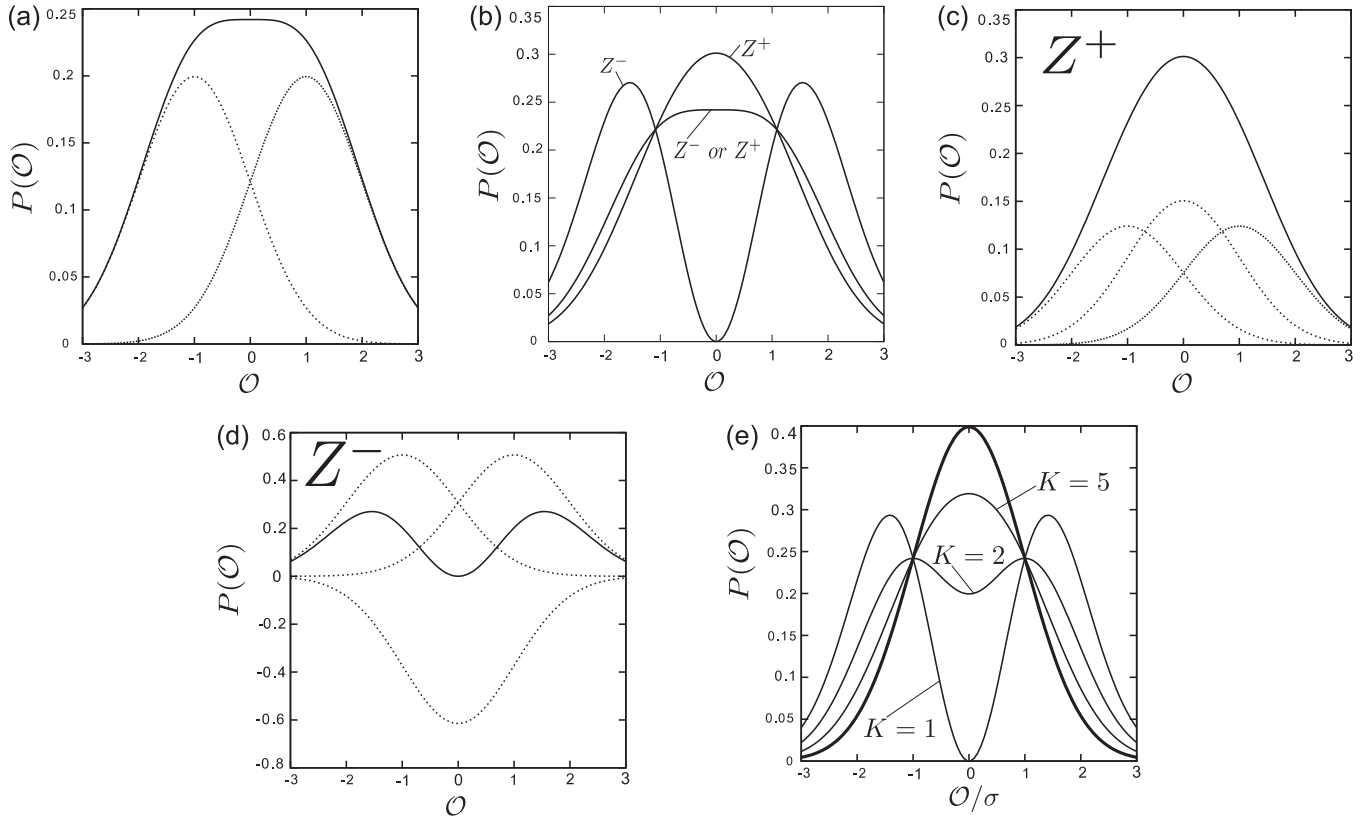 (a)
0.25
0.2
0.15
0.1
0.05
0
-3 -2 -1 0 1 2 3
P(𝒪)
𝒪
(b)
0.35
0.3
0.25
0.2
0.15
0.1
0.05
0
-3 -2 -1 0 1 2 3
P(𝒪)
𝒪
Z⁻
Z⁺
Z⁻ or Z⁺
(c)
0.35
0.3
0.25
0.2
0.15
0.1
0.05
0
-3 -2 -1 0 1 2 3
P(𝒪)
𝒪
Z⁺
(d)
0.6
0.4
0.2
0
-0.2
-0.4
-0.6
-0.8
-3 -2 -1 0 1 2 3
P(𝒪)
𝒪
Z⁻
(e)
0.4
0.35
0.3
0.25
0.2
0.15
0.1
0.05
0
-3 -2 -1 0 1 2 3
P(𝒪)
𝒪/σ
K = 5
K = 2
K = 1